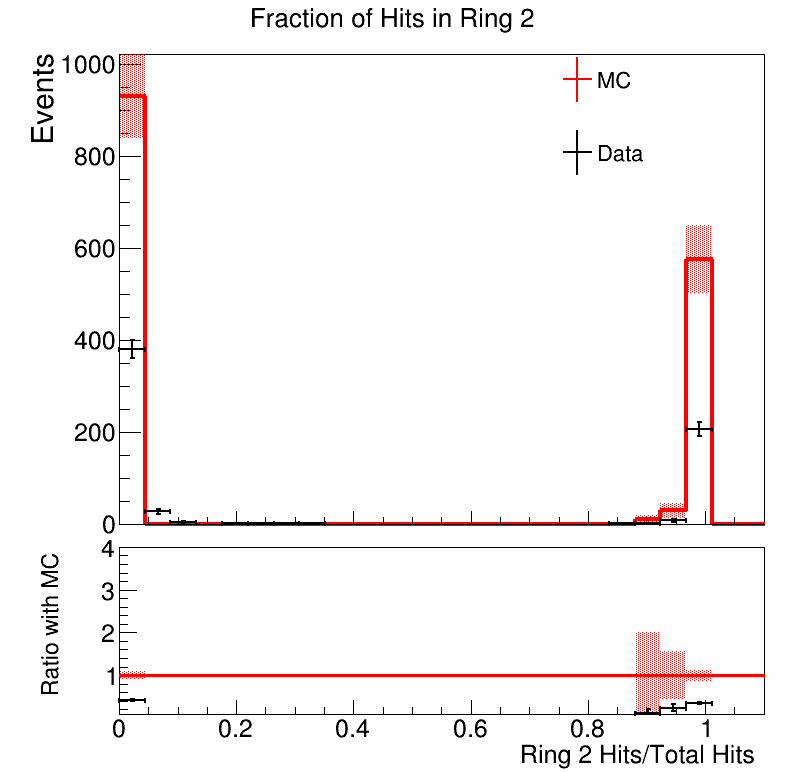 Fraction of Hits in Ring 2
Events
1000
800
600
400
200
0
MC
Data
Ratio with MC
4
3
2
1
0 0.2 0.4 0.6 0.8 1
Ring 2 Hits/Total Hits